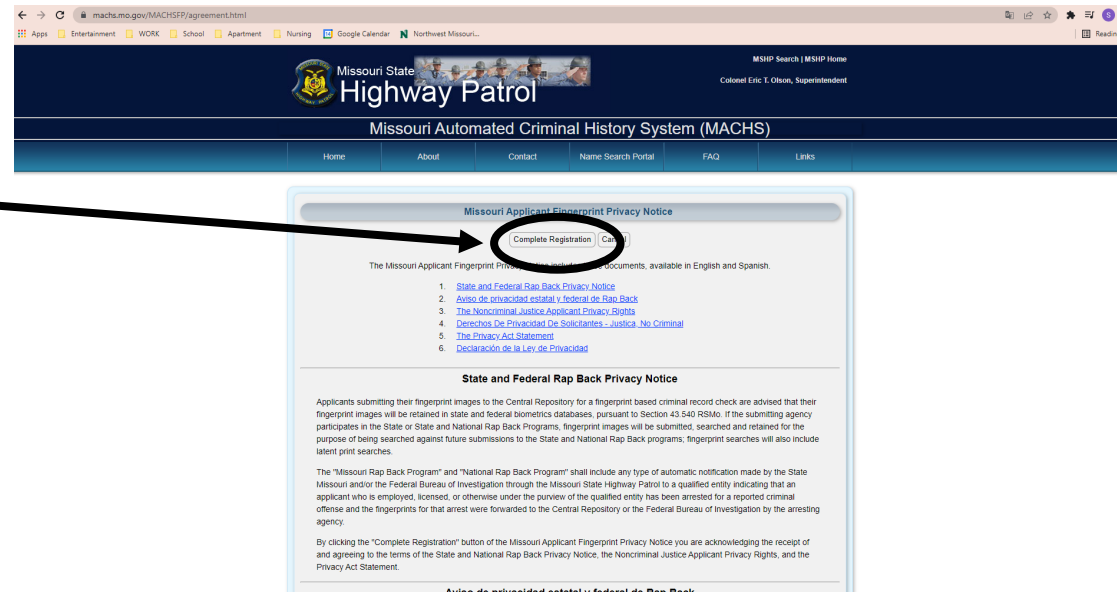 machs.mo.gov/MACHSFP/agreement.html
Apps Entertainment WORK School Apartment Nursing Google Calendar Northwest Missouri... Readin
MSHP Search | MSHP Home
Missouri State
Highway Patrol
Colonel Eric T. Olson, Superintendent
Missouri Automated Criminal History System (MACHS)
Home About Contact Name Search Portal FAQ Links
Missouri Applicant Fingerprint Privacy Notice
Complete Registration
The Missouri Applicant Fingerprint documents, available in English and Spanish.
1. State and Federal Rap Back Privacy Notice
2. Aviso de privacidad estatal y federal de Rap Back
3. The Noncriminal Justice Applicant Privacy Rights
4. Derechos De Privacidad De Solicitantes - Justica, No Criminal
5. The Privacy Act Statement
6. Declaración de la Ley de Privacidad
State and Federal Rap Back Privacy Notice
Applicants submitting their fingerprint images to the Central Repository for a fingerprint based criminal record check are advised that their
fingerprint images will be retained in state and federal biometrics databases, pursuant to Section 43.540 RSMo. If the submitting agency
participates in the State or State and National Rap Back Programs, fingerprint images will be submitted, searched and retained for the
purpose of being searched against future submissions to the State and National Rap Back programs; fingerprint searches will also include
latent print searches.
The "Missouri Rap Back Program" and "National Rap Back Program" shall include any type of automatic notification made by the State
Missouri and/or the Federal Bureau of Investigation through the Missouri State Highway Patrol to a qualified entity indicating that an
applicant who is employed, licensed, or otherwise under the purview of the qualified entity has been arrested for a reported criminal
offense and the fingerprints for that arrest were forwarded to the Central Repository or the Federal Bureau of Investigation by the arresting
agency.
By clicking the "Complete Registration" button of the Missouri Applicant Fingerprint Privacy Notice you are acknowledging the receipt of
and agreeing to the terms of the State and National Rap Back Privacy Notice, the Noncriminal Justice Applicant Privacy Rights, and the
Privacy Act Statement.
Aviso de privacidad estatal y federal de Rap Back